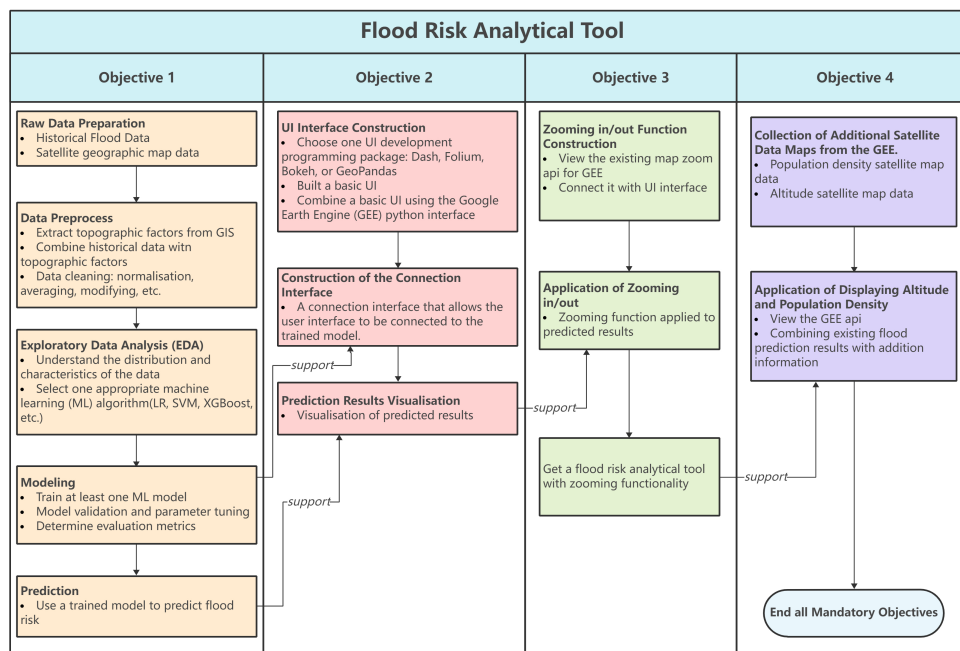 Flood Risk Analytical Tool
Objective 1
Objective 2
Objective 3
Objective 4
Raw Data Preparation
• Historical Flood Data
• Satellite geographic map data
Data Preprocess
• Extract topographic factors from GIS
• Combine historical data witn
topographic factors
• Data cleaning: normalisation,
averaging, modifying, etc.
Exploratory Data Analysis (EDA)
• Understand the distribution and
characteristics of the data
• Select one appropriate machine
learning (ML) algorithm(LR, SVM, XGBoost,
etc.)
Modeling
• Train at least one ML model
• Model validation and parameter tuning
• Determine evaluation metrics
Prediction
• Use a trained model to predict flood
risk
support
support
UI Interface Construction
• Choose one UI development
programming package: Dash, Folium,
Bokeh, or GeoPandas
• Built a basic UI
• Combine a basic UI using the Google
Earth Engine (GEE) python interface
Construction of the Connection
Interface
• A connection interface that allows the
user interface to be connected to the
trained model.
Prediction Results Visualisation
• Visualisation of predicted results
support
Zooming in/out Function
Construction
• View the existing map zoom
api for GEE
• Connect it with UI interface
Application of Zooming
in/out
• Zooming function applied to
predicted results
Get a flood risk analytical tool
with zooming functionality
support
Collection of Additional Satellite
Data Maps from the GEE.
• Population density satellite map
data
• Altitude satellite map data
Application of Displaying Altitude
and Population Density
• View the GEE api
• Combining existing flood
prediction results with addition
information
End all Mandatory Objectives